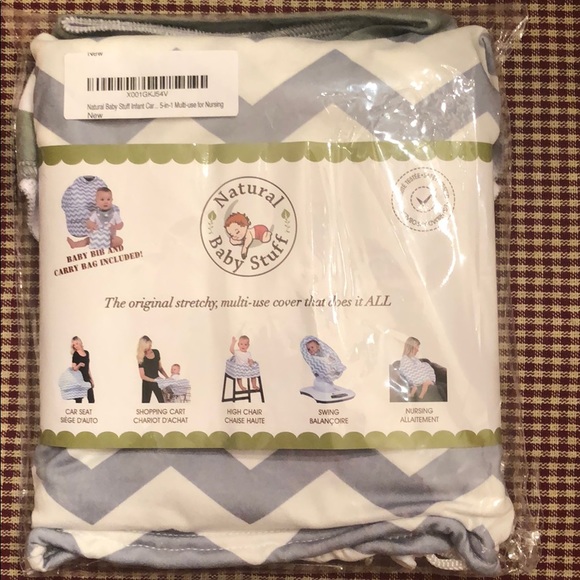 New
X001GKJ54V
Natural Baby Stuff Infant Car... 5-in-1 Multi-use for Nursing
New
Natural
Baby Stuff
BABY BIB AND
CARRY BAG INCLUDED!
The original stretchy, multi-use cover that does it ALL
CAR SEAT
SIÈGE D'AUTO
SHOPPING CART
CHARIOT D'ACHAT
HIGH CHAIR
CHAISE HAUTE
SWING
BALANÇOIRE
NURSING
ALLAITEMENT